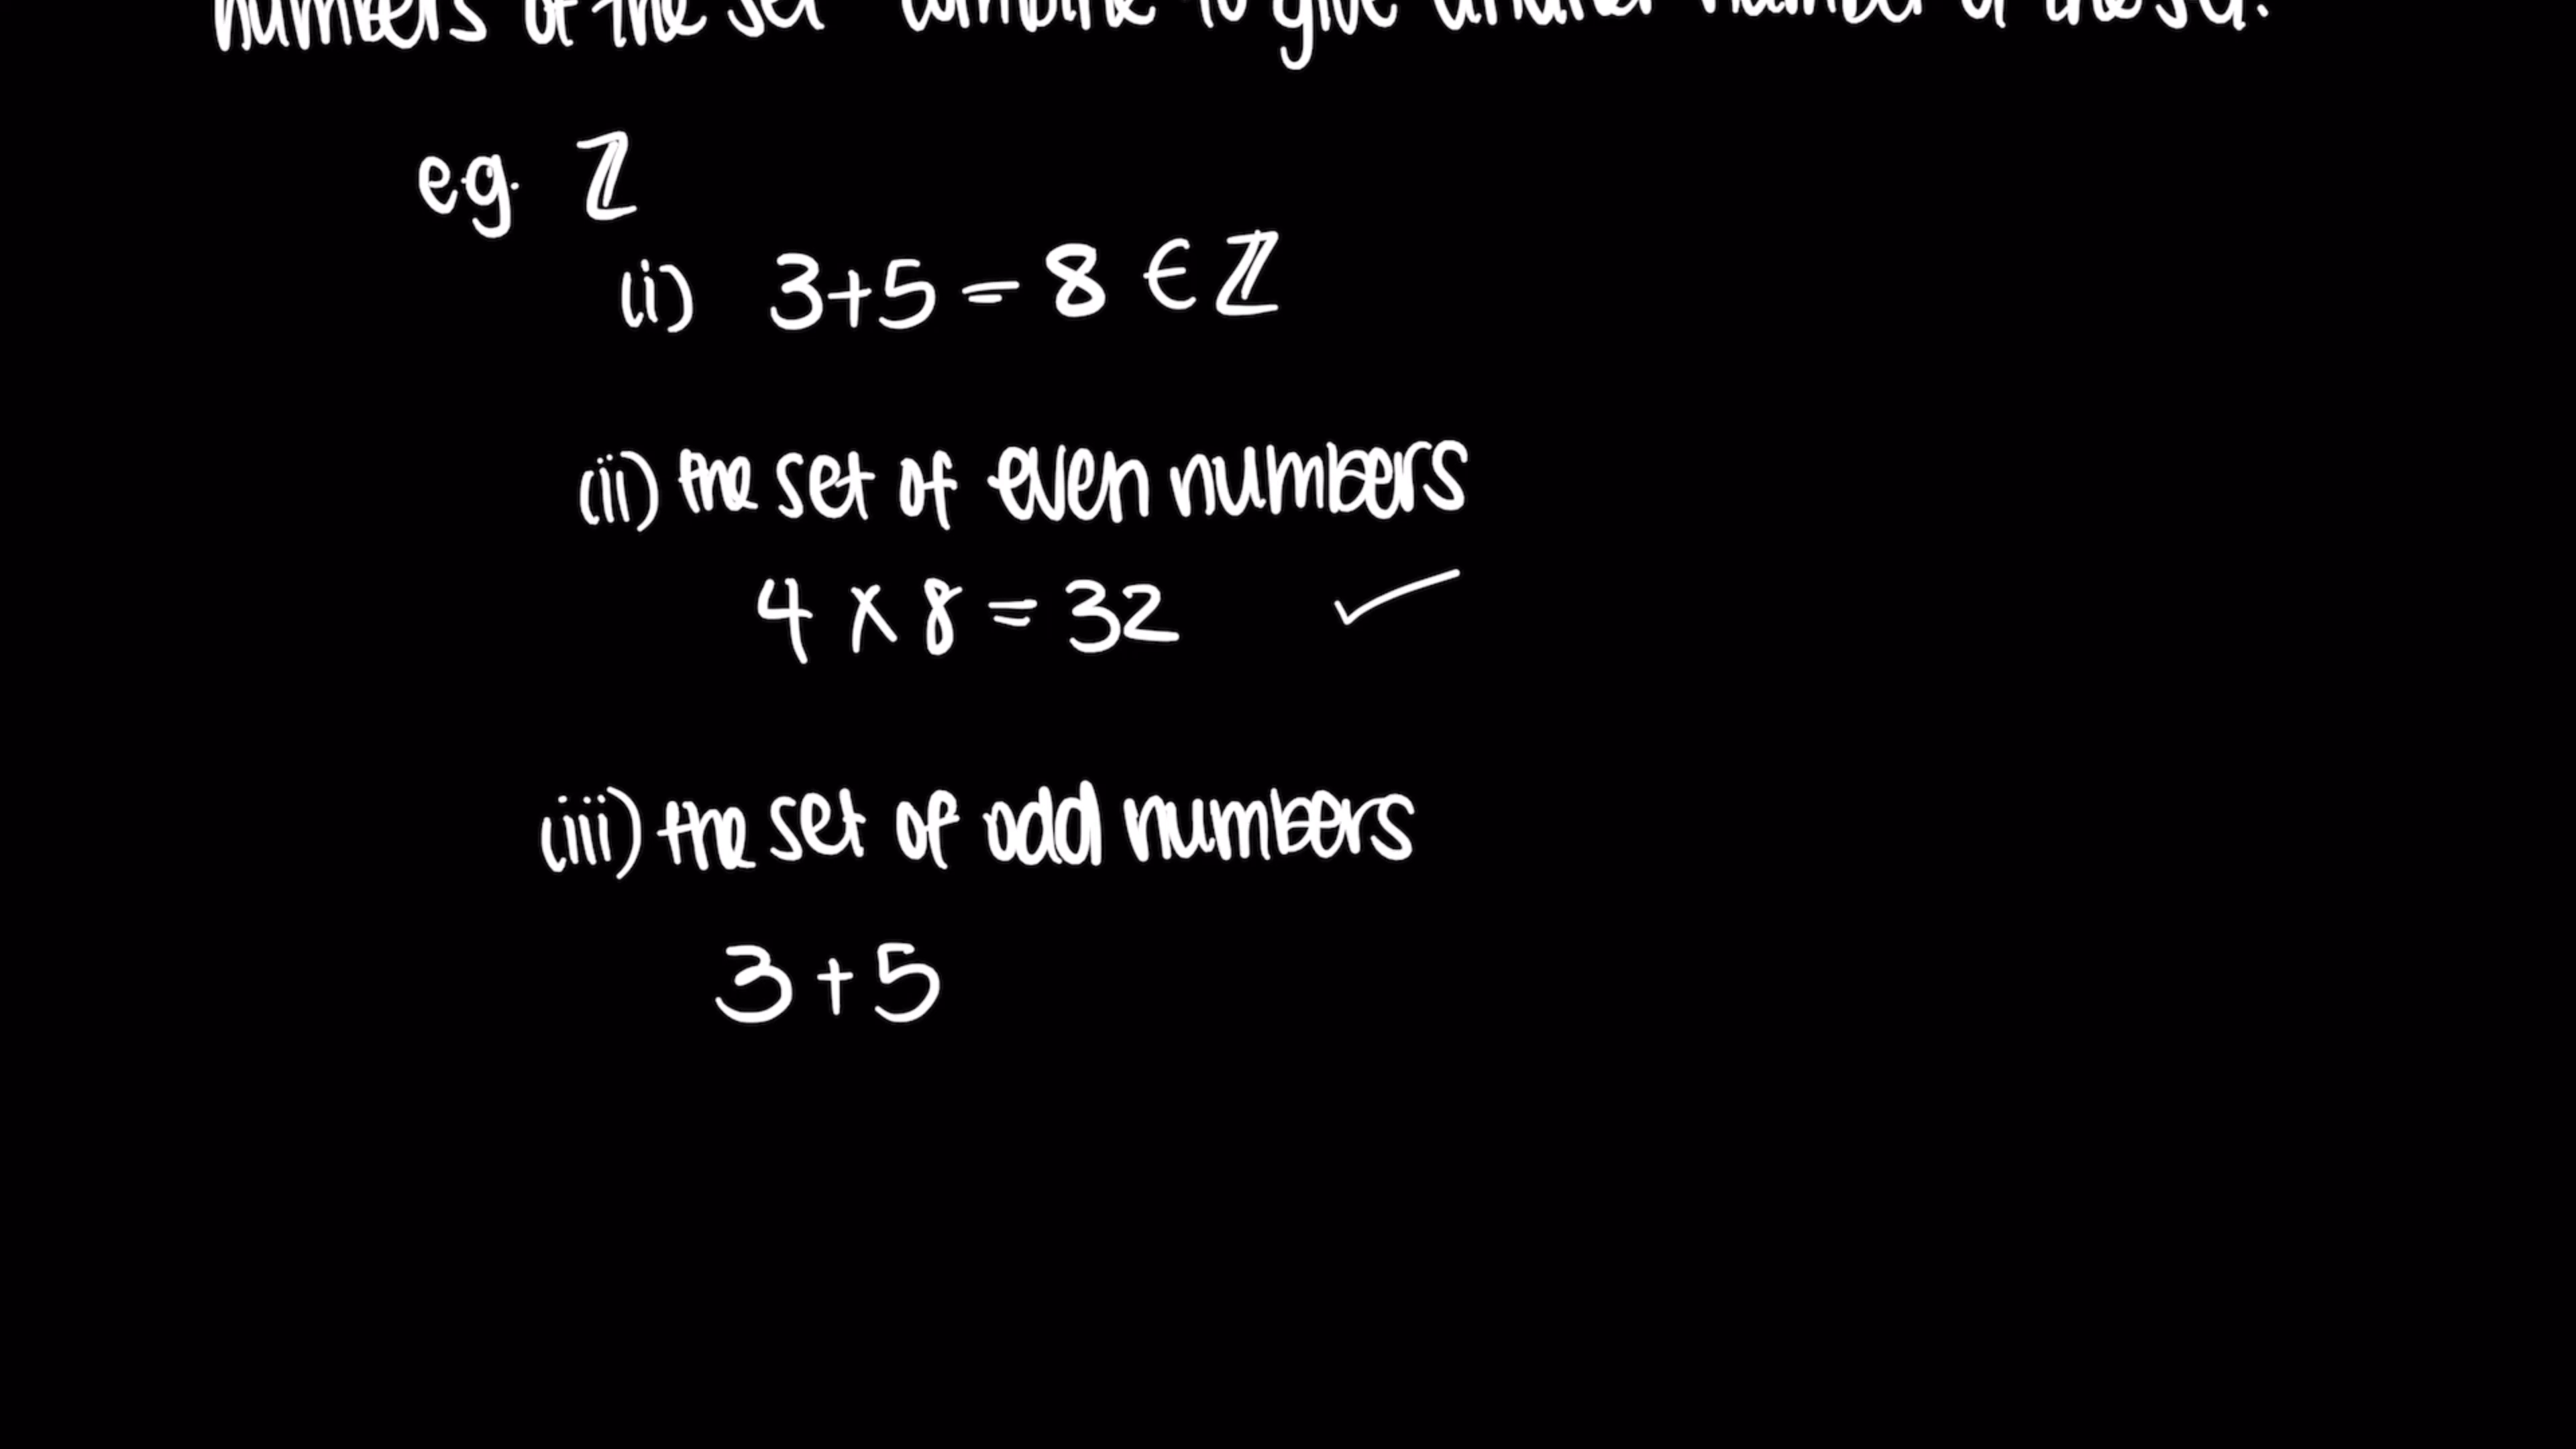 numbers of the set combine to give another number of the set.
e.g. ℤ
(i) 3+5 = 8 ∈ ℤ
(ii) the set of even numbers
4 × 8 = 32 ✓
(iii) the set of odd numbers
3 + 5